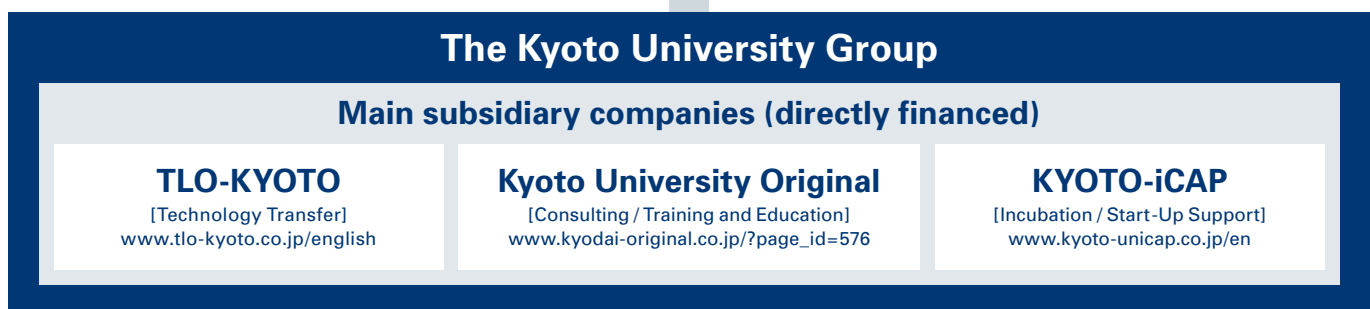 The Kyoto University Group
Main subsidiary companies (directly financed)
TLO-KYOTO
[Technology Transfer]
www.tlo-kyoto.co.jp/english
Kyoto University Original
[Consulting / Training and Education]
www.kyodai-original.co.jp/?page_id=576
KYOTO-iCAP
[Incubation / Start-Up Support]
www.kyoto-unicap.co.jp/en